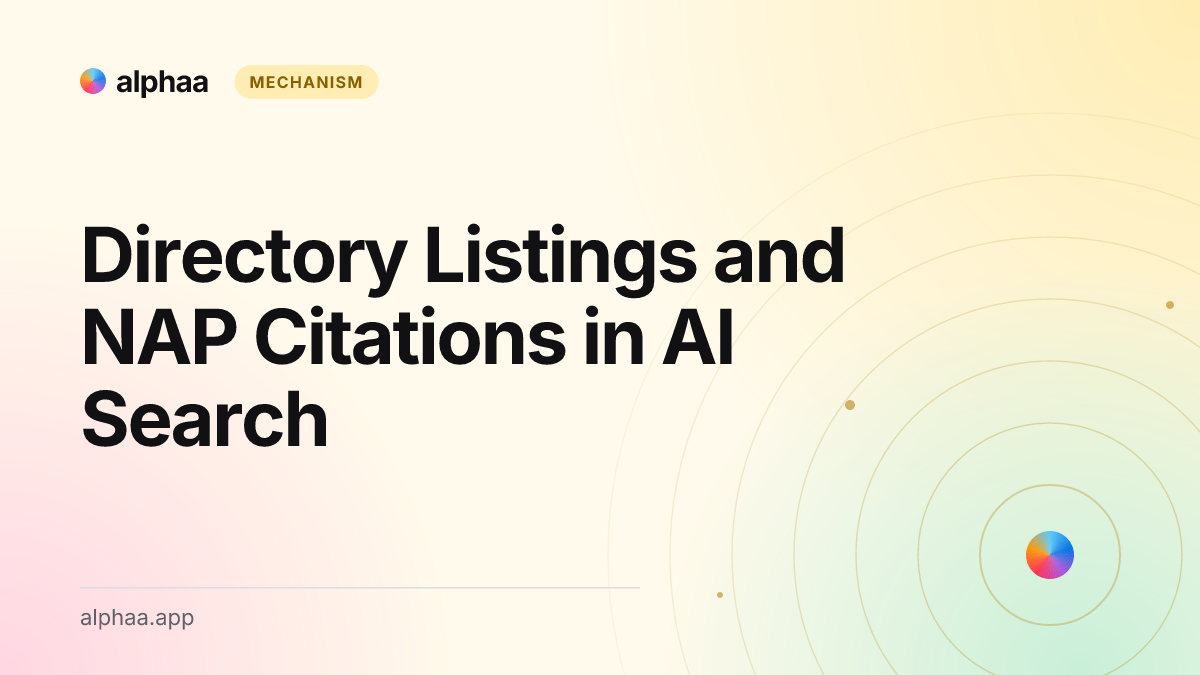 alphaa
MECHANISM
Directory Listings and
NAP Citations in AI
Search
alphaa.app